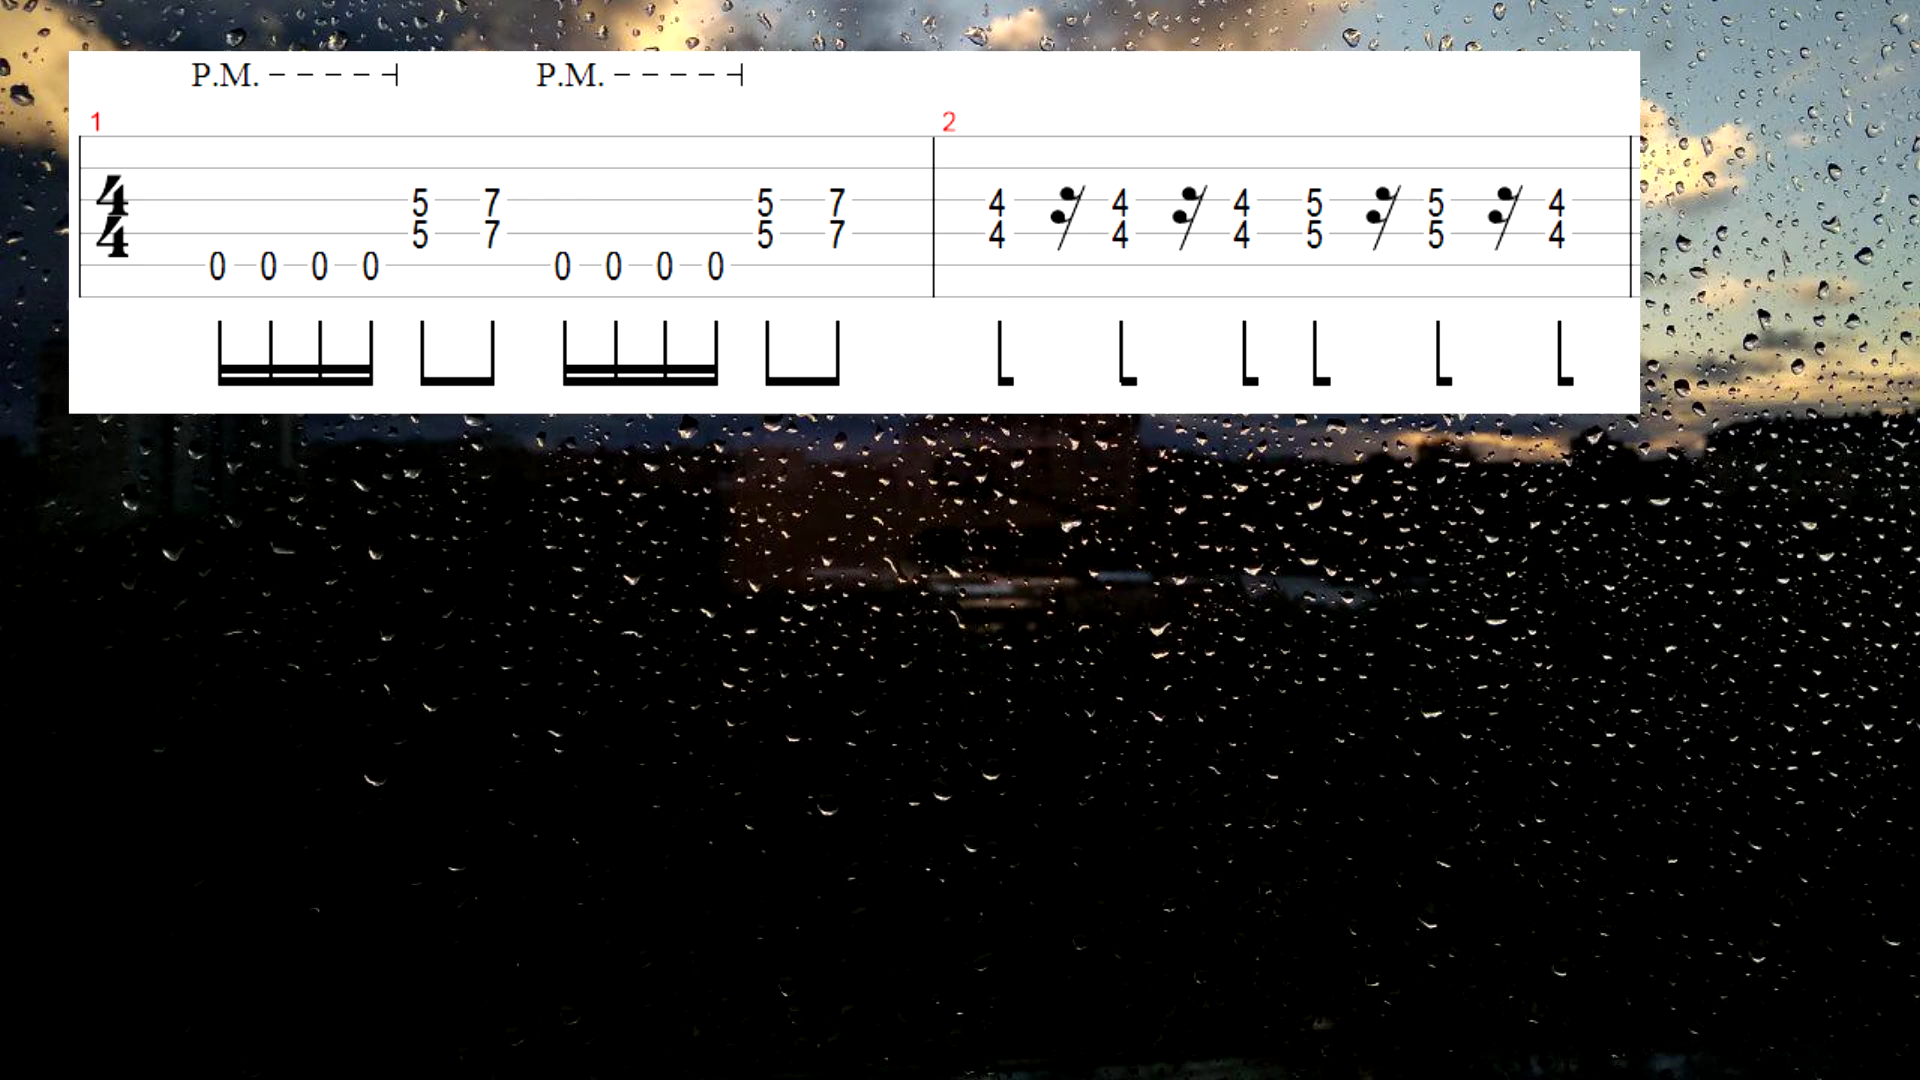 P.M. – – – – – ⊣ P.M. – – – – – ⊣
1 2
4 5 7 5 7 4 4 4 5 5 4
4 5 7 5 7 4 4 4 5 5 4
0 0 0 0 0 0 0 0